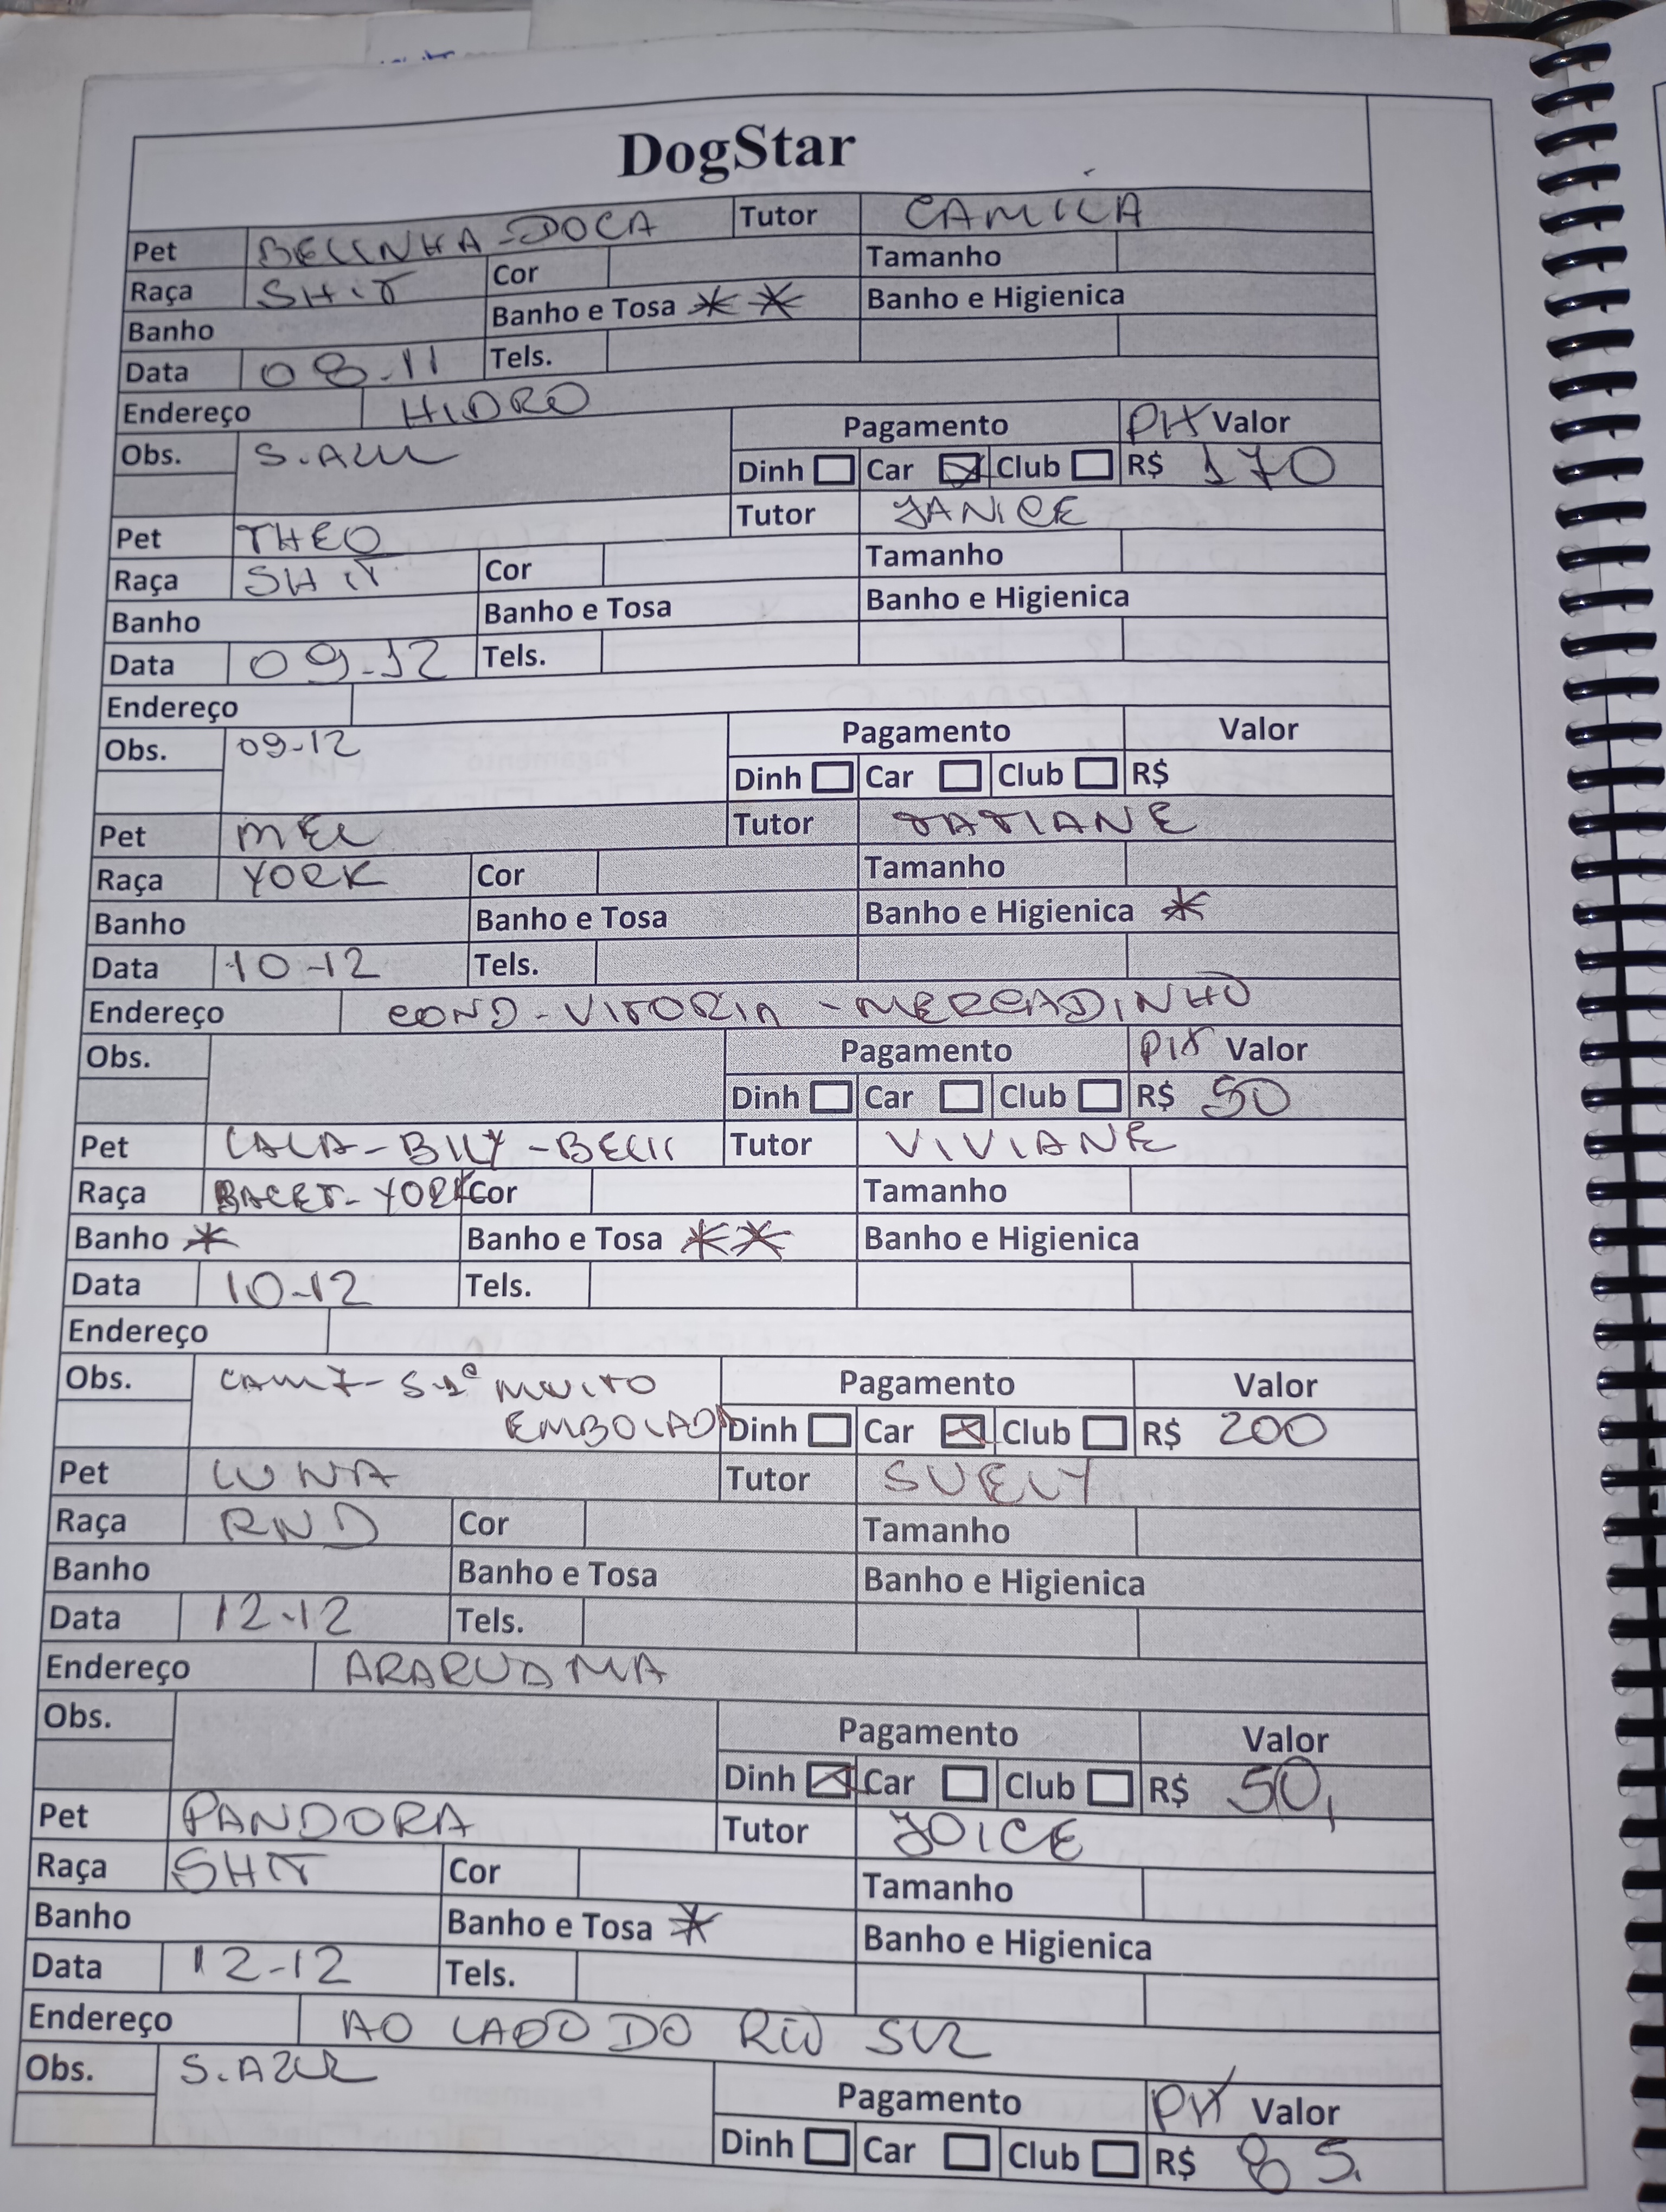 DogStar
Pet BELINHA - DOCA Tutor CAMILA
Raça SHIT Cor Tamanho
Banho Banho e Tosa * * Banho e Higienica
Data 08.11 Tels.
Endereço HIDRO
Obs. S.AZUL Pagamento PIX Valor
Dinh Car Club R$ 170
Pet THEO Tutor JANICE
Raça SHIT Cor Tamanho
Banho Banho e Tosa Banho e Higienica
Data 09-12 Tels.
Endereço
Obs. 09-12 Pagamento Valor
Dinh Car Club R$
Pet MEL Tutor TATIANE
Raça YORK Cor Tamanho
Banho Banho e Tosa Banho e Higienica *
Data 10-12 Tels.
Endereço COND - VITORIA - MERCADINHO
Obs. Pagamento PIX Valor
Dinh Car Club R$ 50
Pet LALA - BILY - BELII Tutor VIVIANE
Raça BACET - YORK Cor Tamanho
Banho * Banho e Tosa * * Banho e Higienica
Data 10-12 Tels.
Endereço
Obs. MUITO Pagamento Valor
EMBOLADA Dinh Car Club R$ 200
Pet LUNA Tutor SUELY
Raça RND Cor Tamanho
Banho Banho e Tosa Banho e Higienica
Data 12-12 Tels.
Endereço ARARUAMA
Obs. Pagamento Valor
Dinh Car Club R$ 50,
Pet PANDORA Tutor JOICE
Raça SHIT Cor Tamanho
Banho Banho e Tosa * Banho e Higienica
Data 12-12 Tels.
Endereço AO LADO DO RIO SUL
Obs. S.AZUL Pagamento PIX Valor
Dinh Car Club R$ 85.